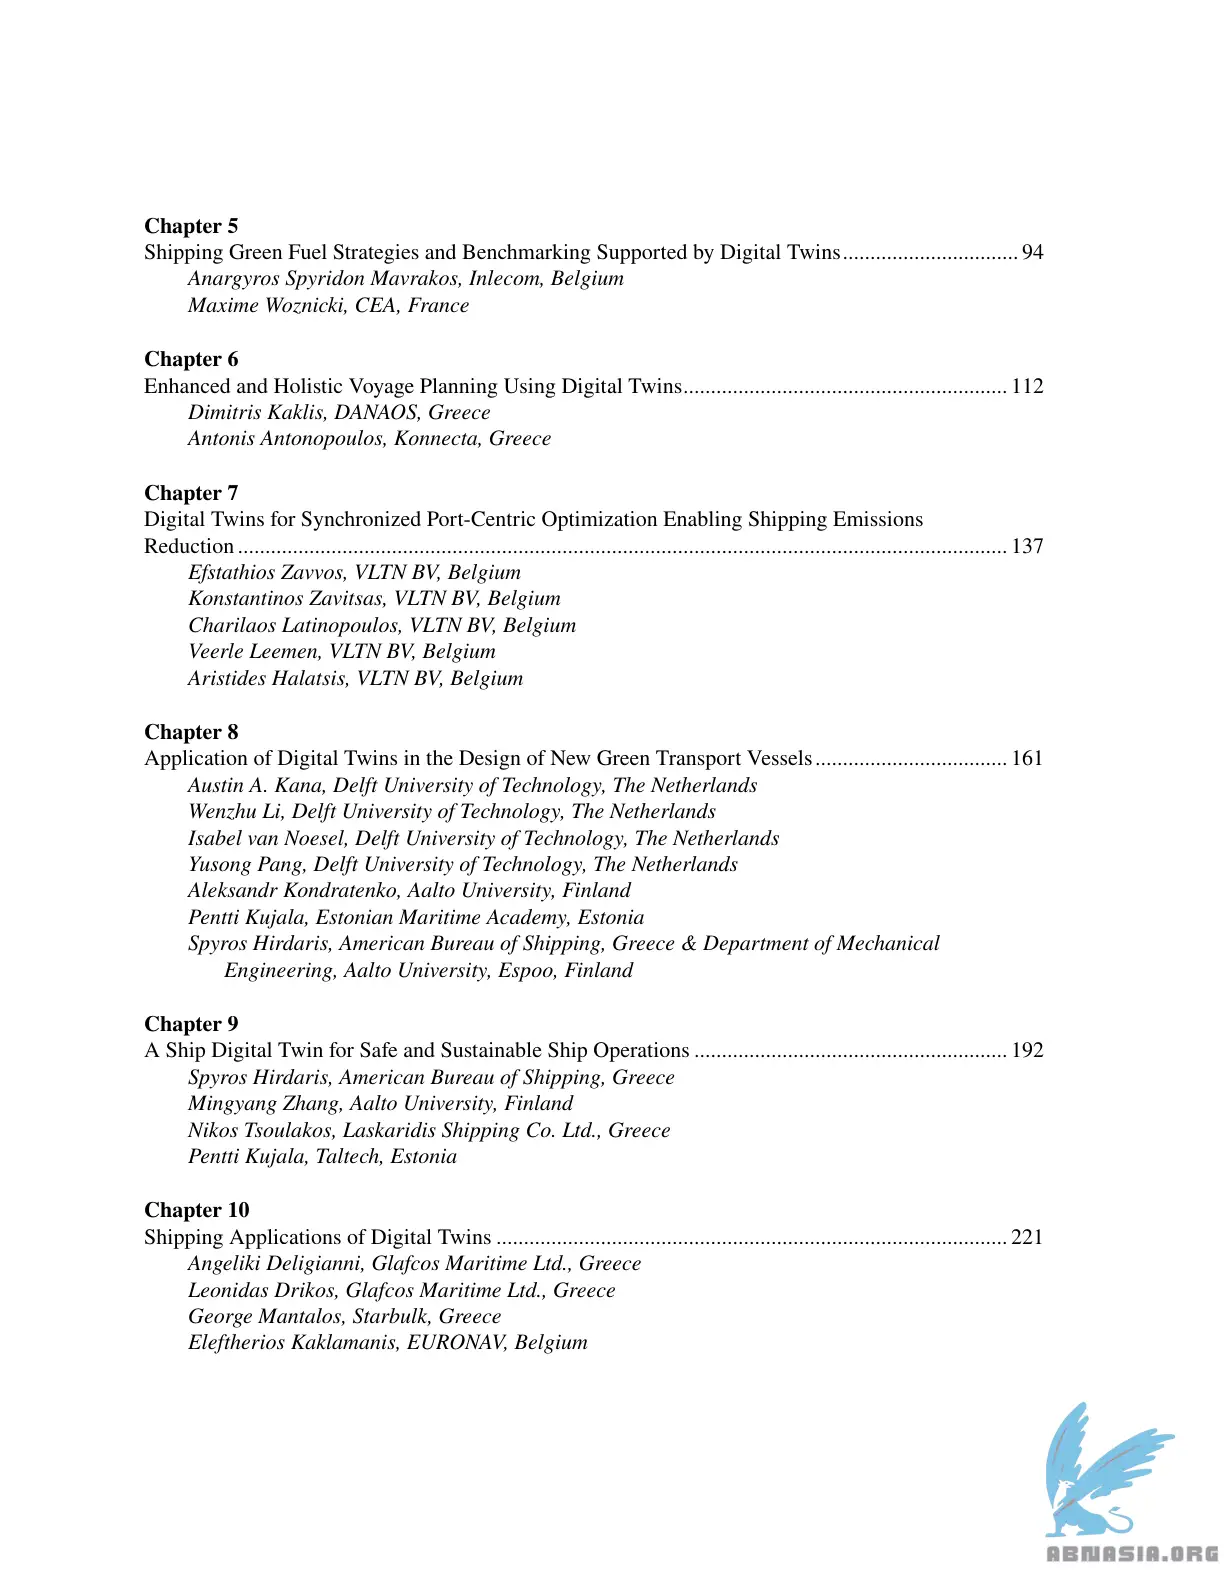 Chapter 5
Shipping Green Fuel Strategies and Benchmarking Supported by Digital Twins................................ 94
Anargyros Spyridon Mavrakos, Inlecom, Belgium
Maxime Woznicki, CEA, France
Chapter 6
Enhanced and Holistic Voyage Planning Using Digital Twins........................................................... 112
Dimitris Kaklis, DANAOS, Greece
Antonis Antonopoulos, Konnecta, Greece
Chapter 7
Digital Twins for Synchronized Port-Centric Optimization Enabling Shipping Emissions
Reduction ............................................................................................................................................ 137
Efstathios Zavvos, VLTN BV, Belgium
Konstantinos Zavitsas, VLTN BV, Belgium
Charilaos Latinopoulos, VLTN BV, Belgium
Veerle Leemen, VLTN BV, Belgium
Aristides Halatsis, VLTN BV, Belgium
Chapter 8
Application of Digital Twins in the Design of New Green Transport Vessels ................................... 161
Austin A. Kana, Delft University of Technology, The Netherlands
Wenzhu Li, Delft University of Technology, The Netherlands
Isabel van Noesel, Delft University of Technology, The Netherlands
Yusong Pang, Delft University of Technology, The Netherlands
Aleksandr Kondratenko, Aalto University, Finland
Pentti Kujala, Estonian Maritime Academy, Estonia
Spyros Hirdaris, American Bureau of Shipping, Greece & Department of Mechanical
Engineering, Aalto University, Espoo, Finland
Chapter 9
A Ship Digital Twin for Safe and Sustainable Ship Operations ......................................................... 192
Spyros Hirdaris, American Bureau of Shipping, Greece
Mingyang Zhang, Aalto University, Finland
Nikos Tsoulakos, Laskaridis Shipping Co. Ltd., Greece
Pentti Kujala, Taltech, Estonia
Chapter 10
Shipping Applications of Digital Twins ............................................................................................. 221
Angeliki Deligianni, Glafcos Maritime Ltd., Greece
Leonidas Drikos, Glafcos Maritime Ltd., Greece
George Mantalos, Starbulk, Greece
Eleftherios Kaklamanis, EURONAV, Belgium
ABNASIA.ORG